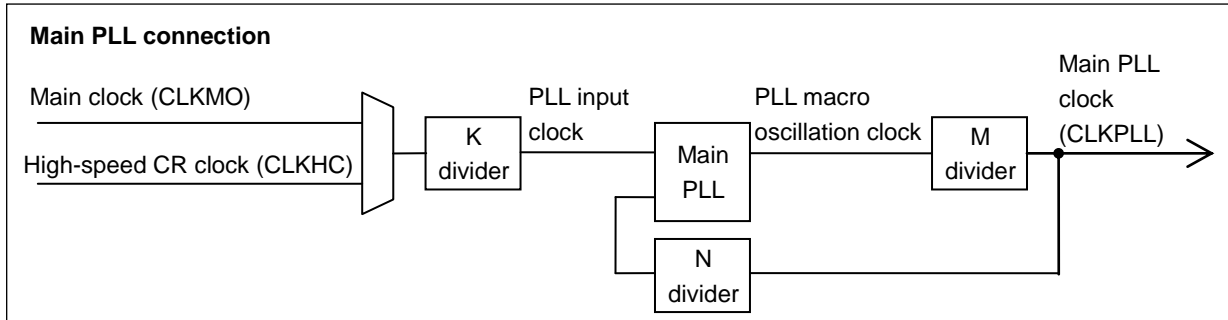 Main PLL connection
Main clock (CLKMO)
High-speed CR clock (CLKHC)
K
divider
PLL input
clock
Main
PLL
N
divider
PLL macro
oscillation clock
M
divider
Main PLL
clock
(CLKPLL)